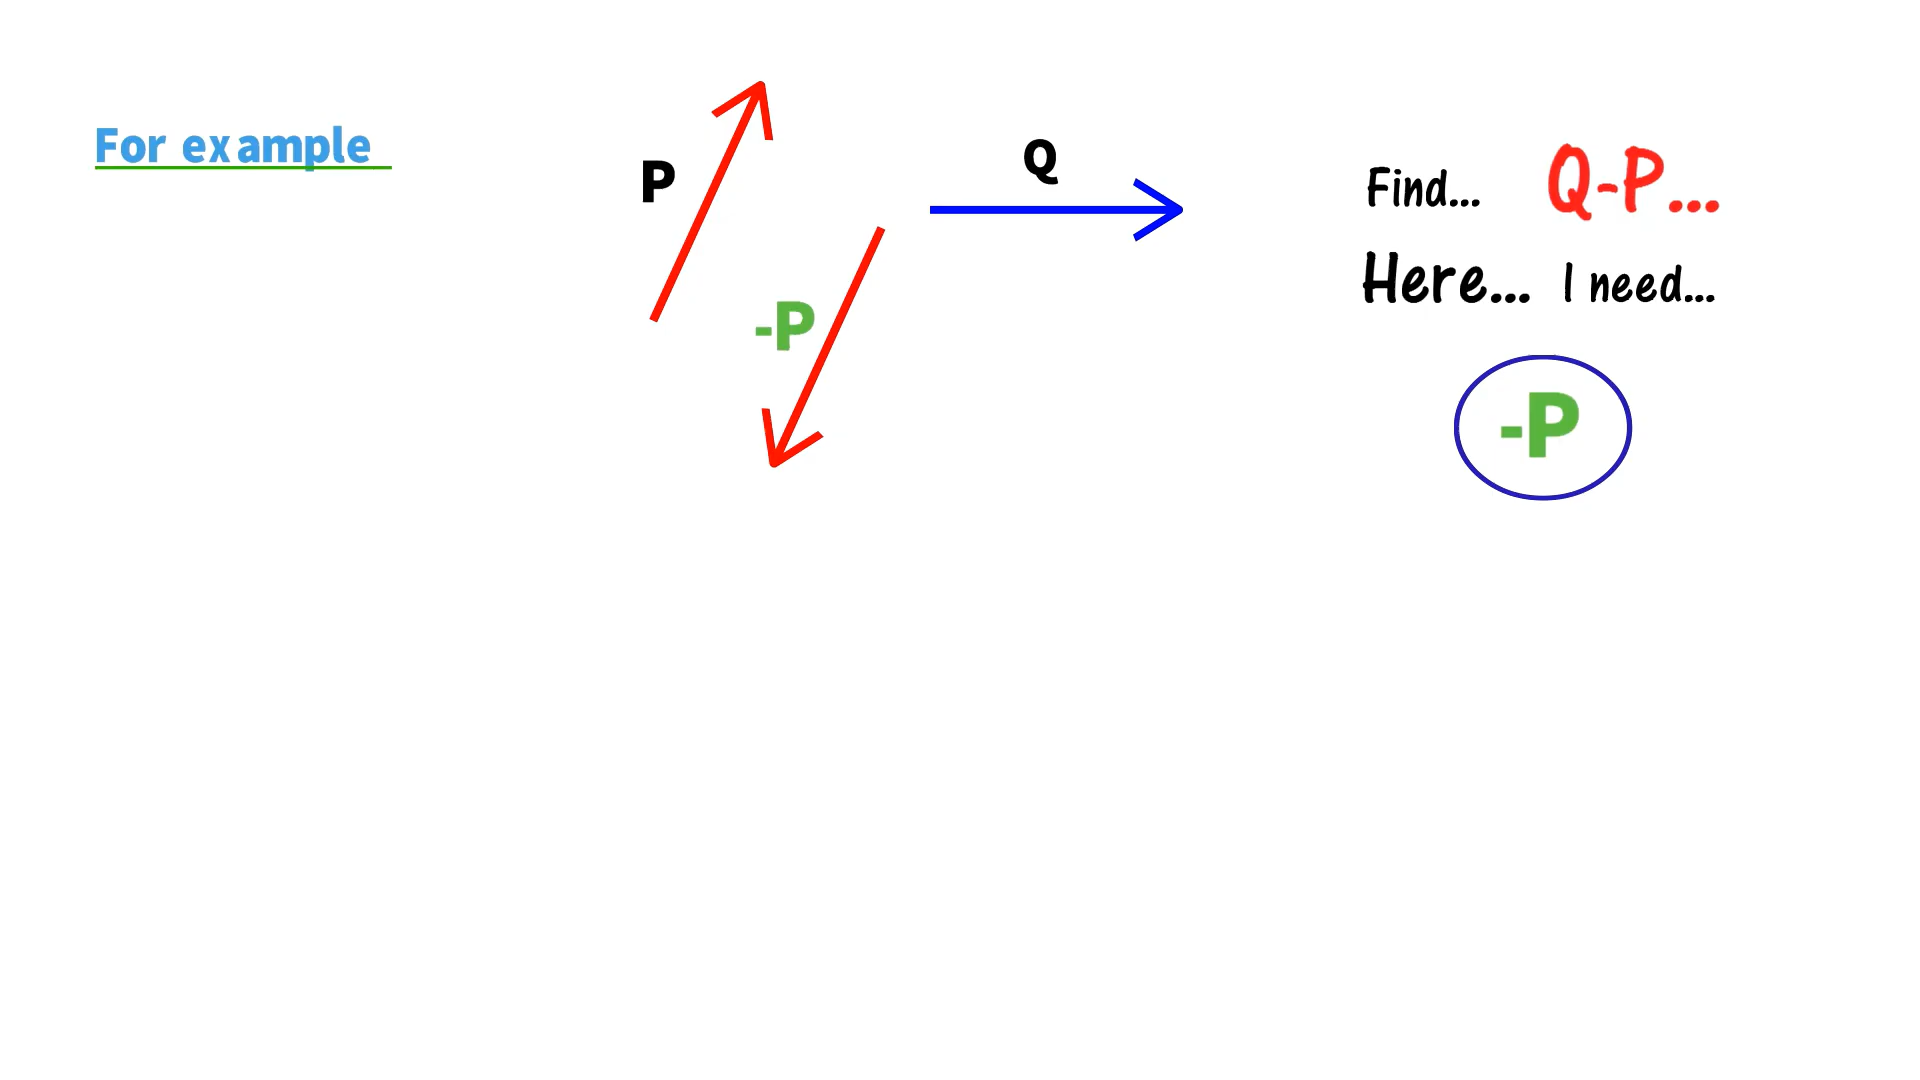 For example
P
Q
-P
Find... Q-P...
Here... I need...
-P